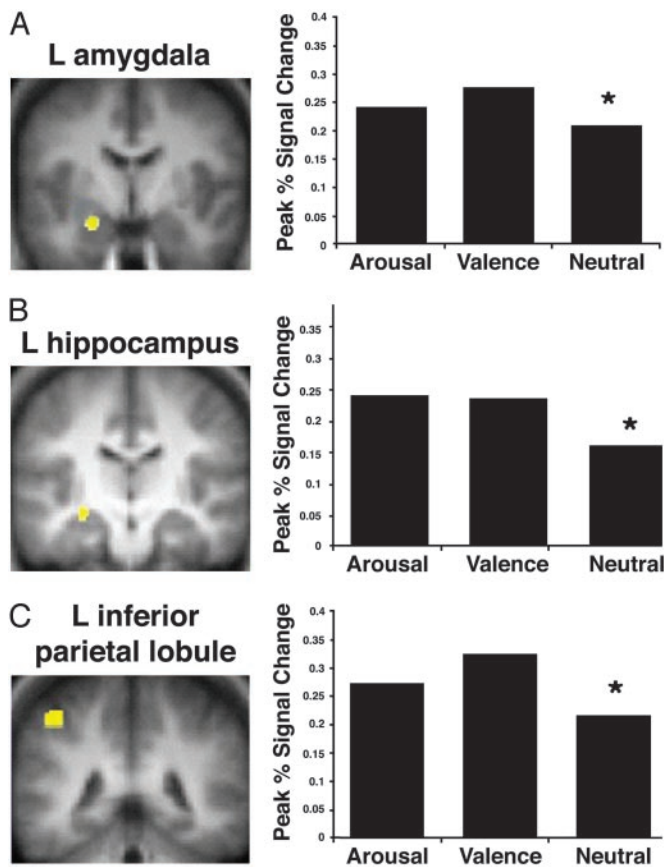 A
L amygdala
Peak % Signal Change
0.4
0.35
0.3
0.25
0.2
0.15
0.1
0.05
0
*
Arousal Valence Neutral
B
L hippocampus
Peak % Signal Change
0.35
0.3
0.25
0.2
0.15
0.1
0.05
0
*
Arousal Valence Neutral
C
L inferior
parietal lobule
Peak % Signal Change
0.4
0.35
0.3
0.25
0.2
0.15
0.1
0.05
0
*
Arousal Valence Neutral